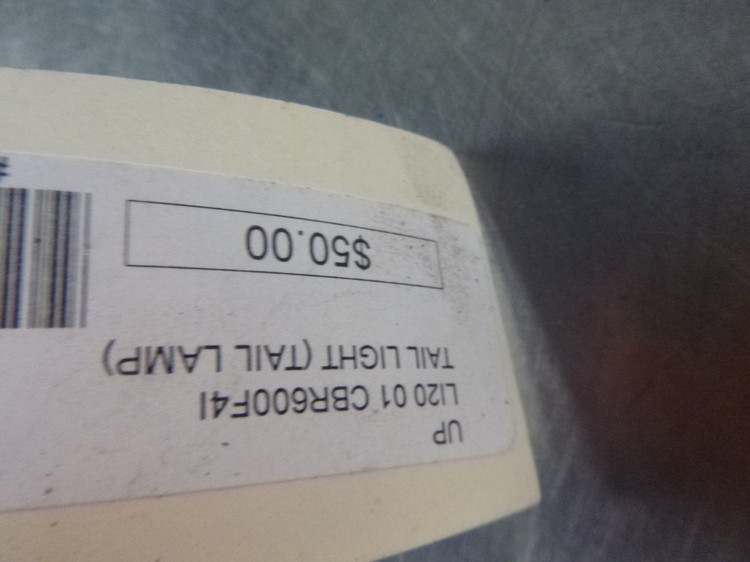 UP
LI20 01 CBR600F4I
TAIL LIGHT (TAIL LAMP)
$50.00